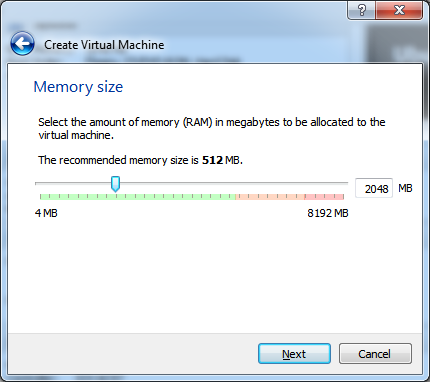 Create Virtual Machine
Memory size
Select the amount of memory (RAM) in megabytes to be allocated to the
virtual machine.
The recommended memory size is 512 MB.
2048 MB
4 MB 8192 MB
Next Cancel